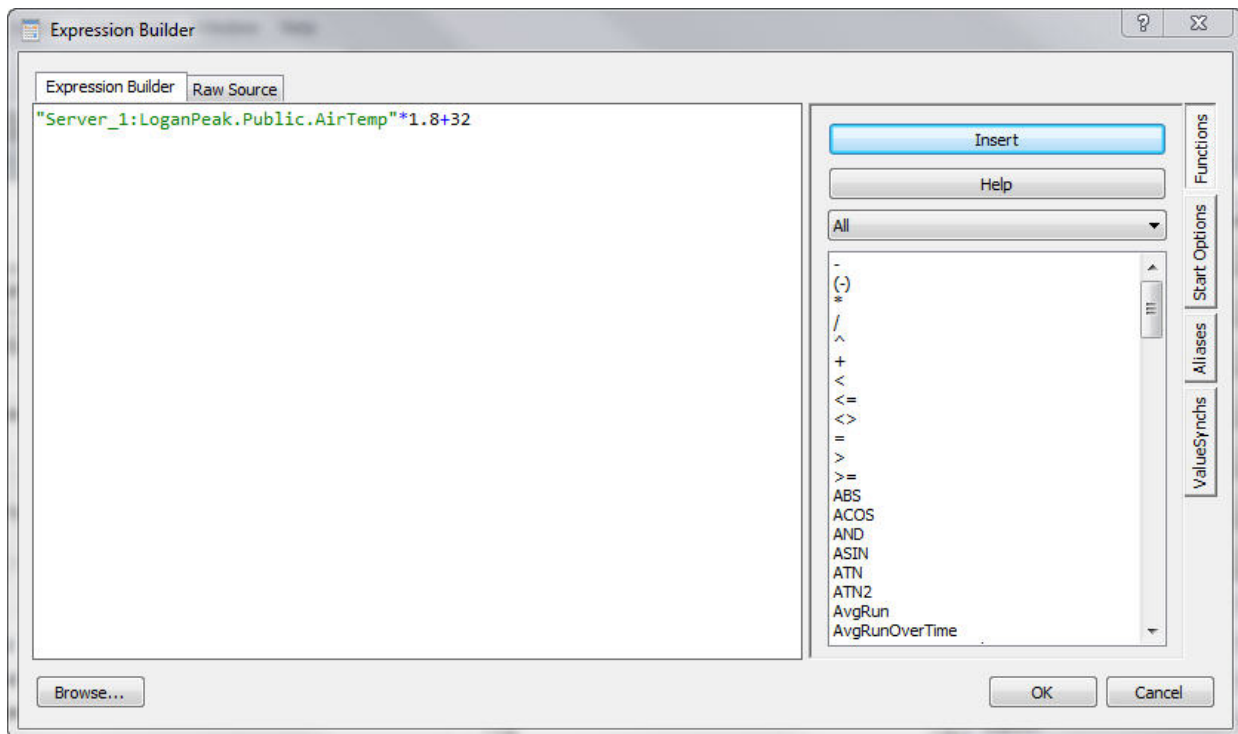 Expression Builder
Help
Expression Builder
Raw Source
"Server_1:LoganPeak.Public.AirTemp"*1.8+32
Insert
Help
All
-
(-)
*
/
^
+
<
<=
<>
=
>
>=
ABS
ACOS
AND
ASIN
ATN
ATN2
AvgRun
AvgRunOverTime
Functions
Start Options
Aliases
ValueSynchs
Browse...
OK
Cancel